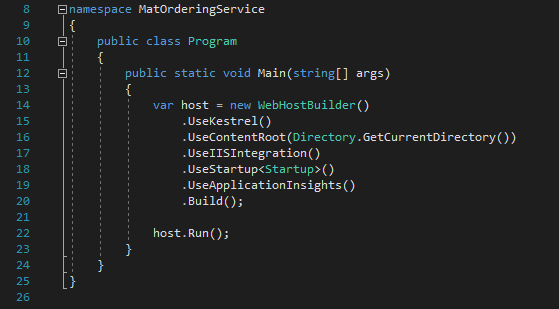 8 namespace MatOrderingService
9 {
10 public class Program
11 {
12 public static void Main(string[] args)
13 {
14 var host = new WebHostBuilder()
15 .UseKestrel()
16 .UseContentRoot(Directory.GetCurrentDirectory())
17 .UseIISIntegration()
18 .UseStartup<Startup>()
19 .UseApplicationInsights()
20 .Build();
21
22 host.Run();
23 }
24 }
25 }
26